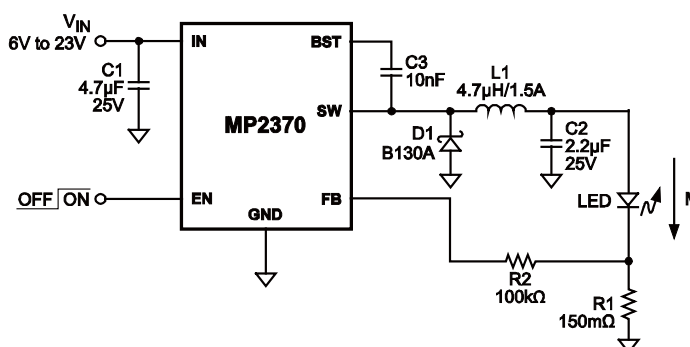 VIN
6V to 23V
C1
4.7µF
25V
OFF ON
IN
BST
SW
MP2370
EN
FB
GND
C3
10nF
L1
4.7µH/1.5A
D1
B130A
C2
2.2µF
25V
LED
R2
100kΩ
R1
150mΩ